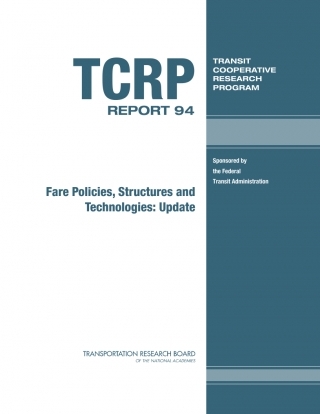 TCRP
REPORT 94
TRANSIT
COOPERATIVE
RESEARCH
PROGRAM
Sponsored by
the Federal
Transit Administration
Fare Policies, Structures and
Technologies: Update
TRANSPORTATION RESEARCH BOARD
OF THE NATIONAL ACADEMIES